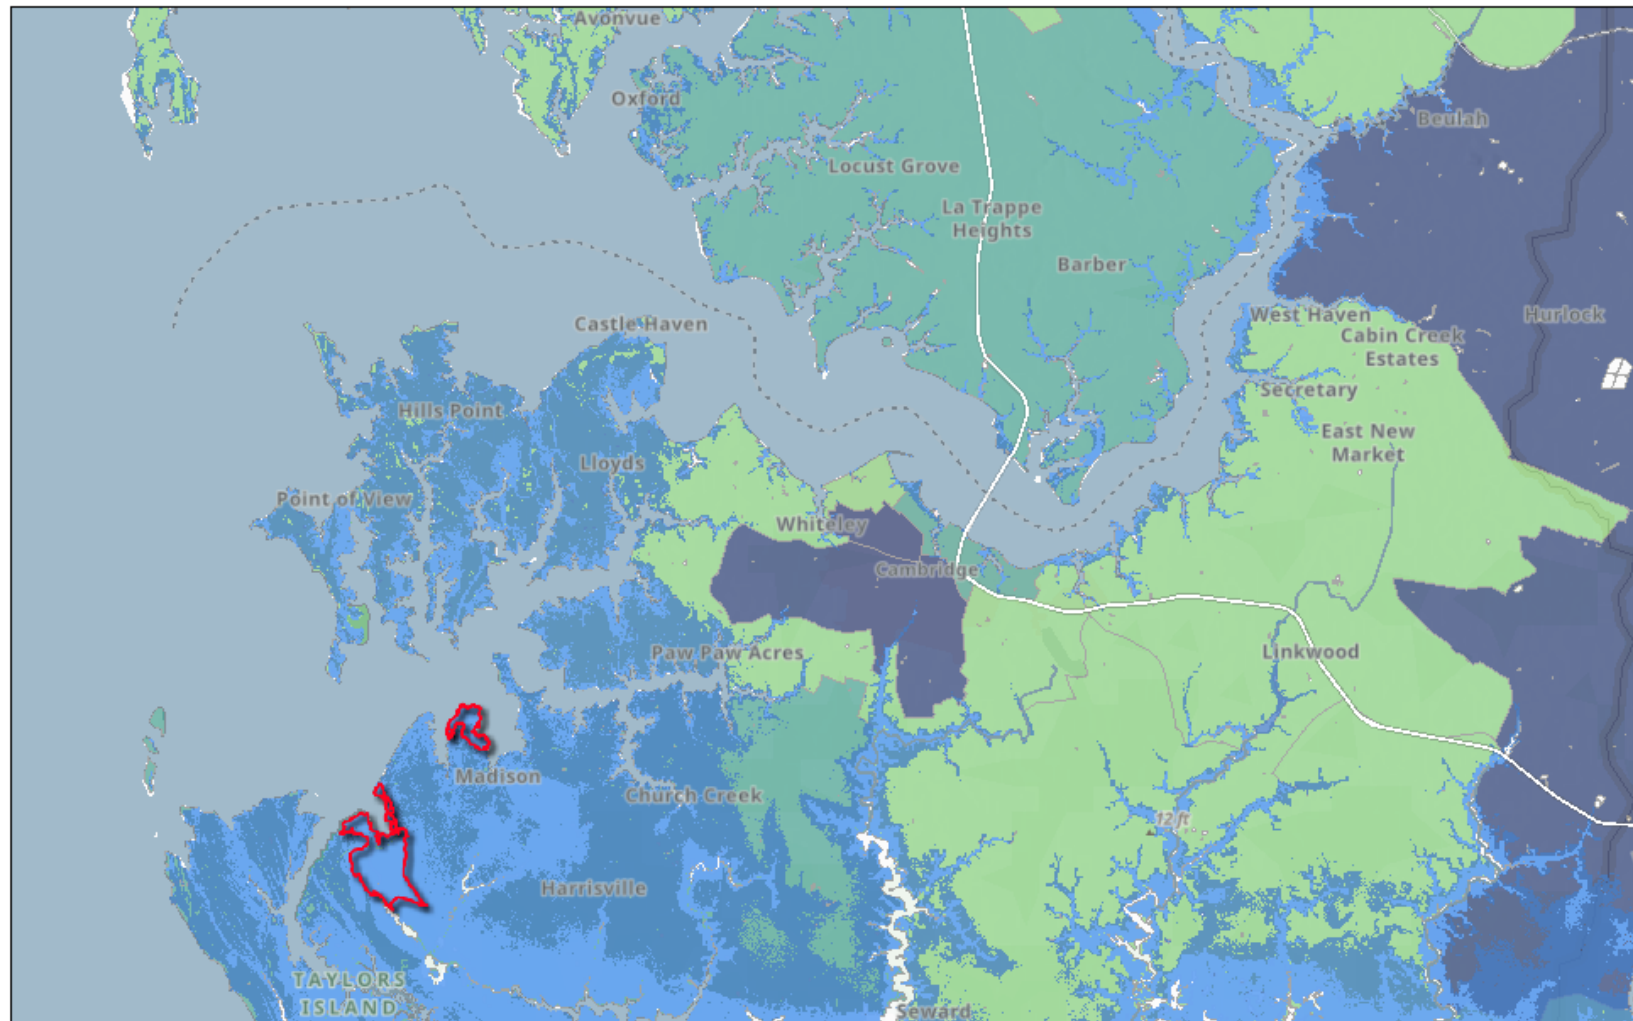 Avonvue
Oxford
Beulah
Locust Grove
La Trappe
Heights
Barber
Castle Haven
West Haven
Hurlock
Cabin Creek
Estates
Secretary
Hills Point
East New
Market
Lloyds
Point of View
Whiteley
Cambridge
Paw Paw Acres
Linkwood
Madison
Church Creek
12 ft
Harrisville
TAYLORS
ISLAND
Seward